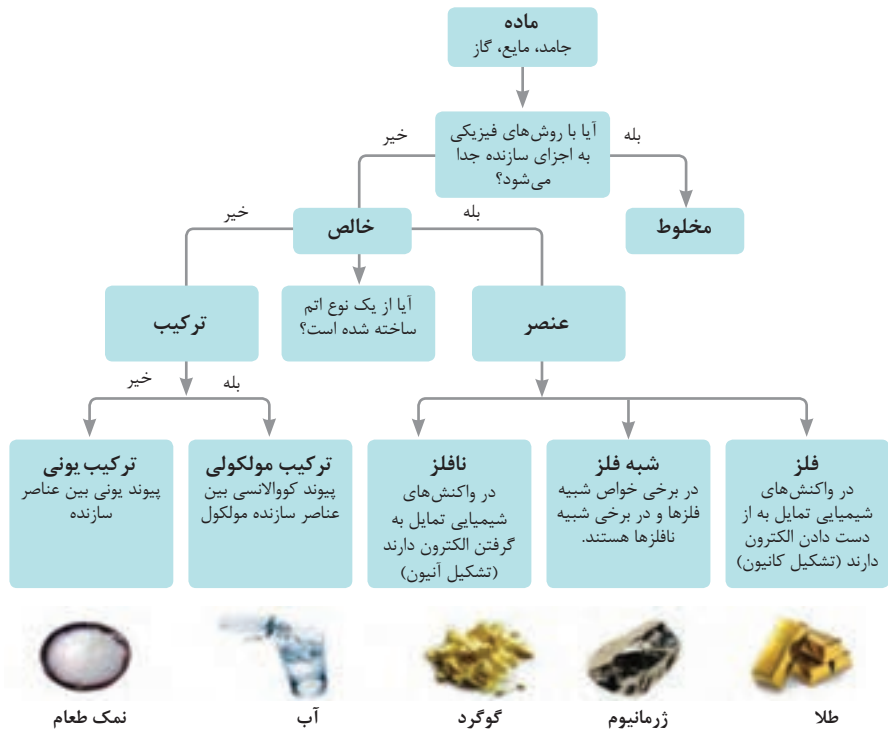 ماده
جامد، مایع، گاز
آیا با روش‌های فیزیکی
به اجزای سازنده جدا
می‌شود؟
بله
خیر
مخلوط
خالص
بله
خیر
آیا از یک نوع اتم
ساخته شده است؟
عنصر
ترکیب
بله
خیر
فلز
در واکنش‌های
شیمیایی تمایل به از
دست دادن الکترون
دارند (تشکیل کانیون)
شبه فلز
در برخی خواص شبیه
فلزها و در برخی شبیه
نافلزها هستند.
نافلز
در واکنش‌های
شیمیایی تمایل به
گرفتن الکترون دارند
(تشکیل آنیون)
ترکیب مولکولی
پیوند کووالانسی بین
عناصر سازنده مولکول
ترکیب یونی
پیوند یونی بین عناصر
سازنده
طلا
ژرمانیوم
گوگرد
آب
نمک طعام